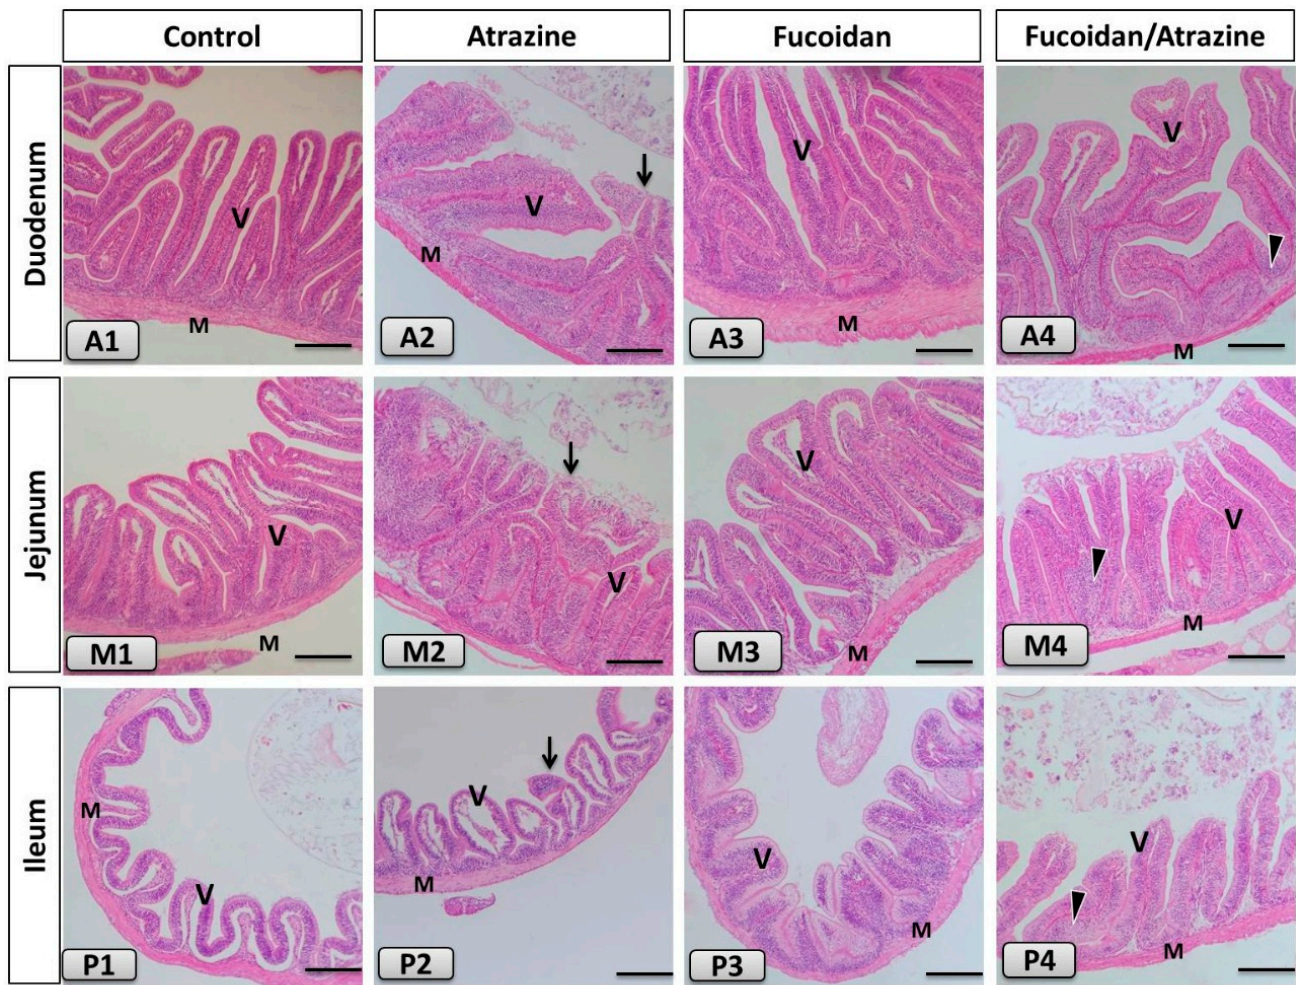 Control
Atrazine
Fucoidan
Fucoidan/Atrazine
Duodenum
V
M
A1
V
M
A2
V
M
A3
V
M
A4
Jejunum
V
M
M1
V
M2
V
M
M3
V
M
M4
Ileum
M
V
P1
V
M
P2
V
M
P3
V
M
P4